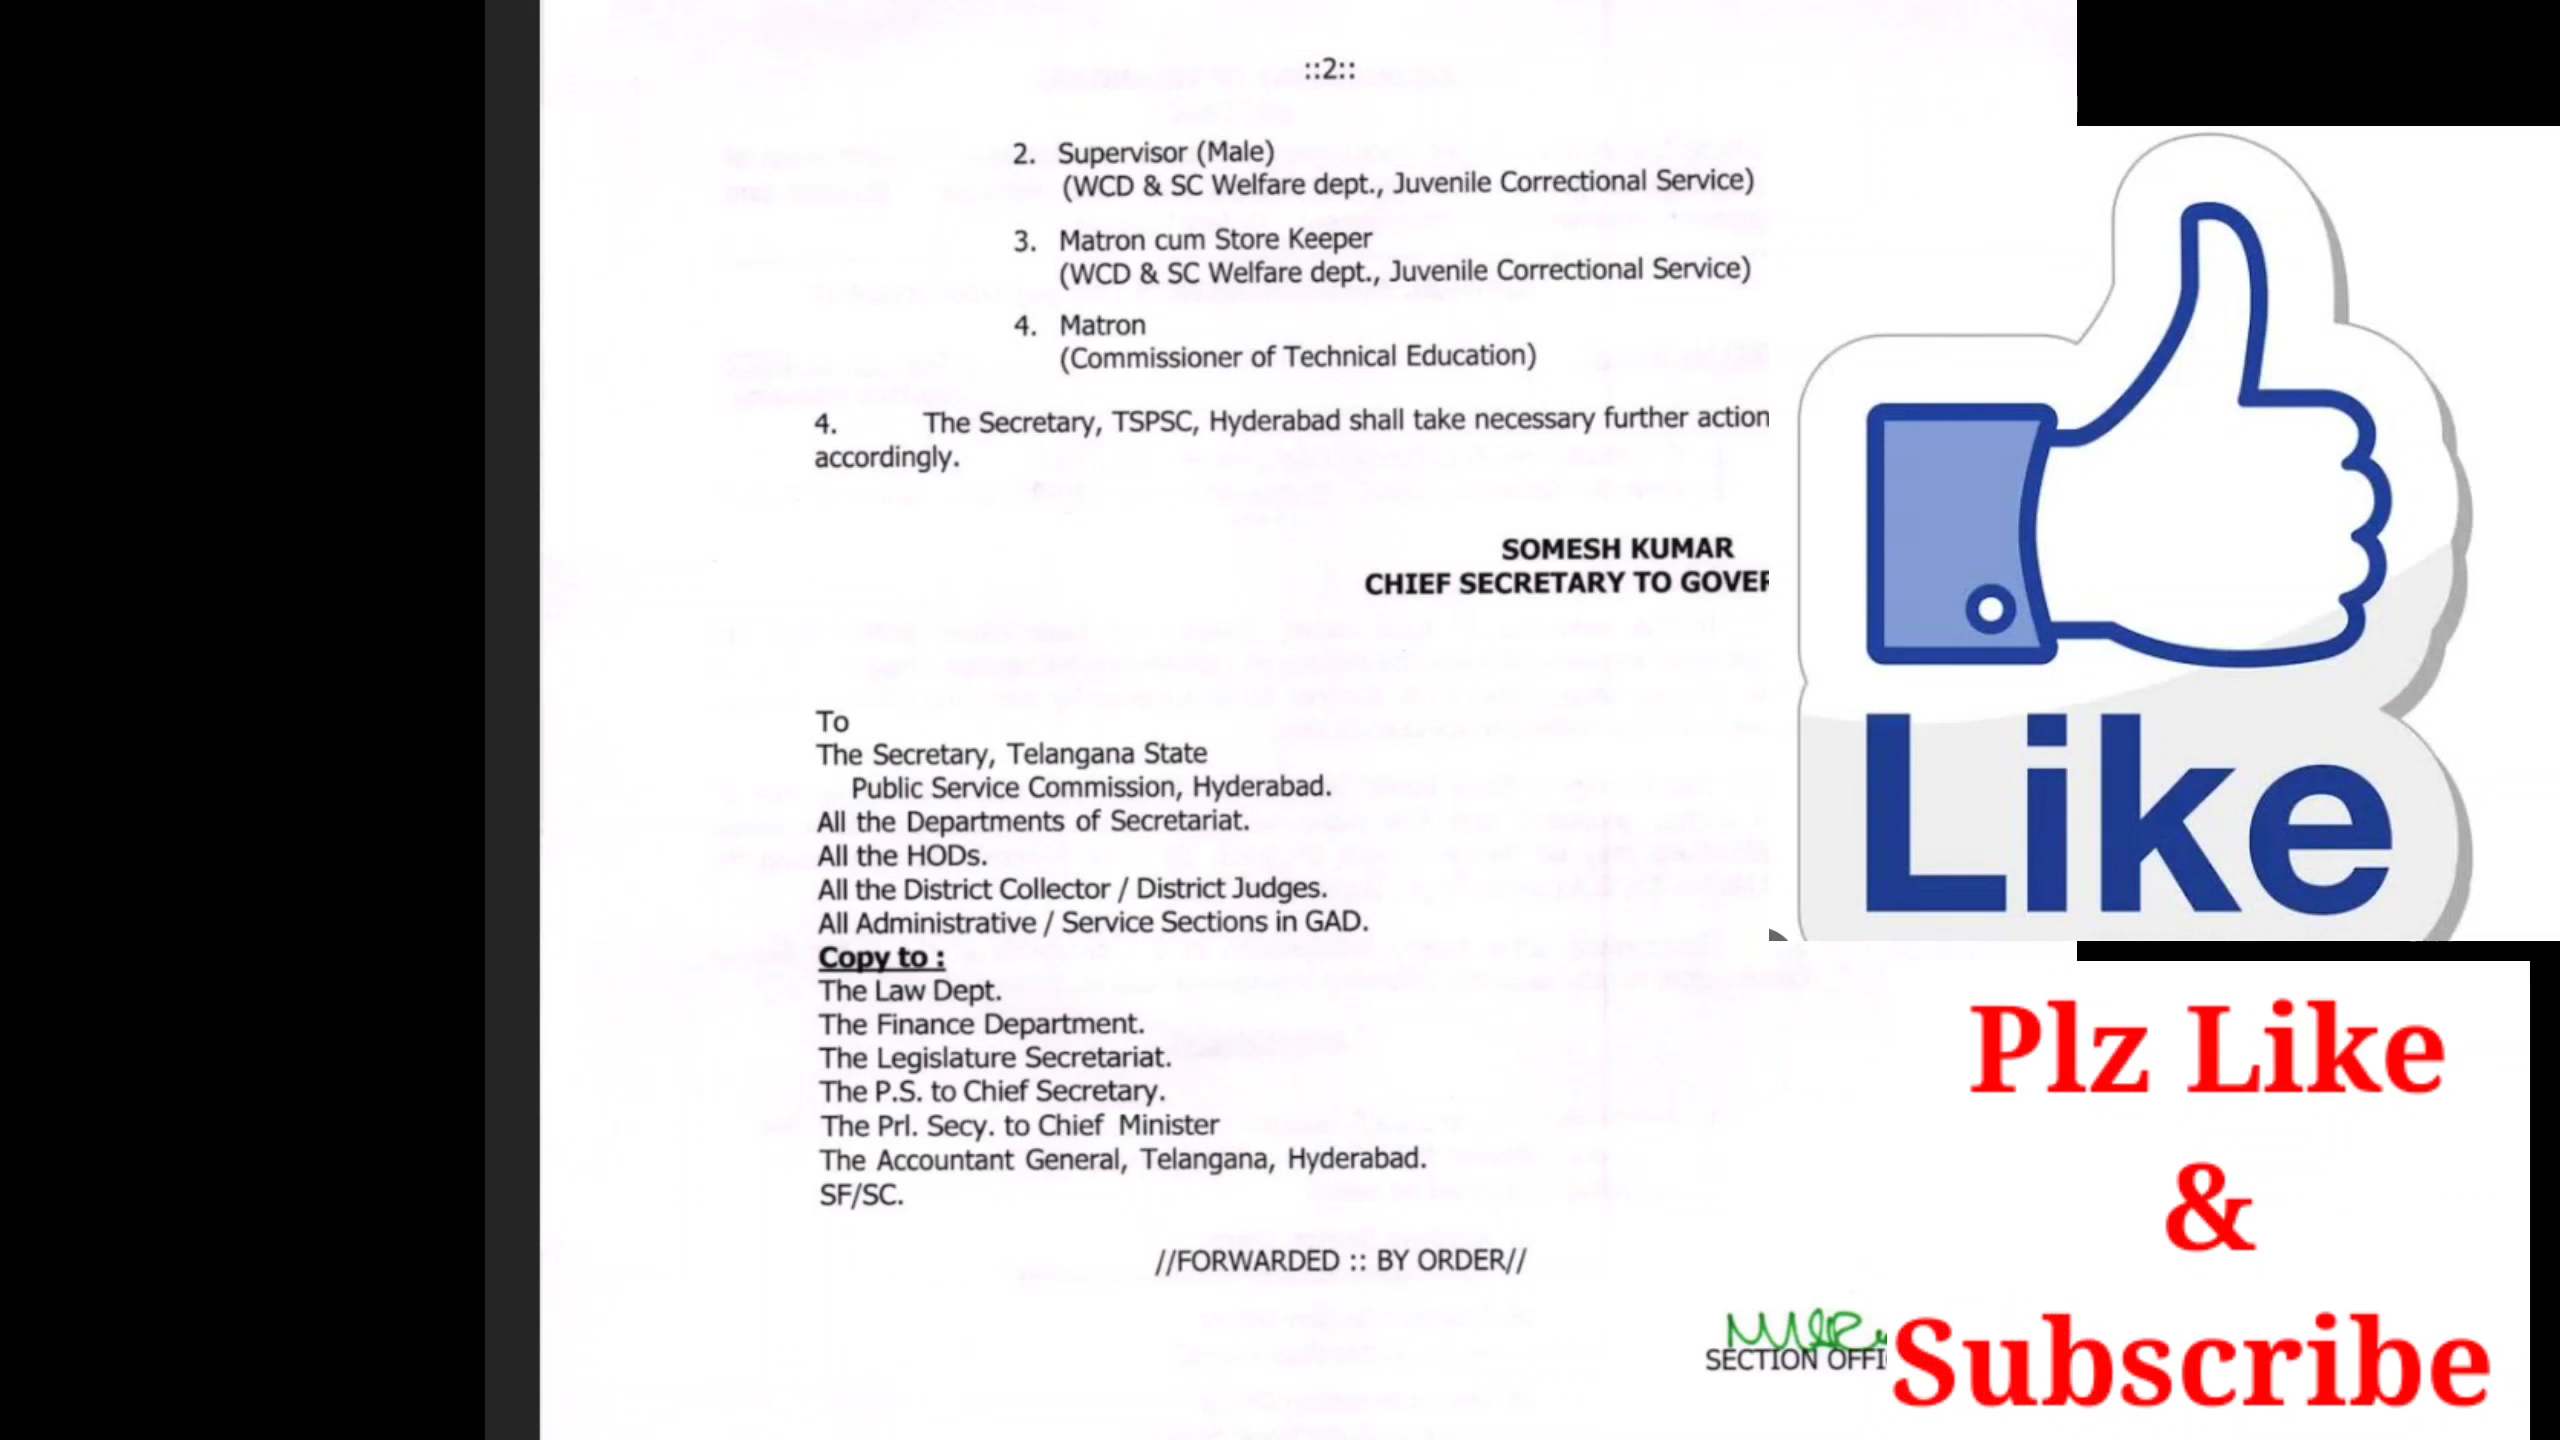 ::2::
2. Supervisor (Male)
(WCD & SC Welfare dept., Juvenile Correctional Service)
3. Matron cum Store Keeper
(WCD & SC Welfare dept., Juvenile Correctional Service)
4. Matron
(Commissioner of Technical Education)
4. The Secretary, TSPSC, Hyderabad shall take necessary further action
accordingly.
SOMESH KUMAR
CHIEF SECRETARY TO GOVER
To
The Secretary, Telangana State
Public Service Commission, Hyderabad.
All the Departments of Secretariat.
All the HODs.
All the District Collector / District Judges.
All Administrative / Service Sections in GAD.
Copy to :
The Law Dept.
The Finance Department.
The Legislature Secretariat.
The P.S. to Chief Secretary.
The Prl. Secy. to Chief Minister
The Accountant General, Telangana, Hyderabad.
SF/SC.
//FORWARDED :: BY ORDER//
SECTION OFFI
Like
Plz Like
&
Subscribe